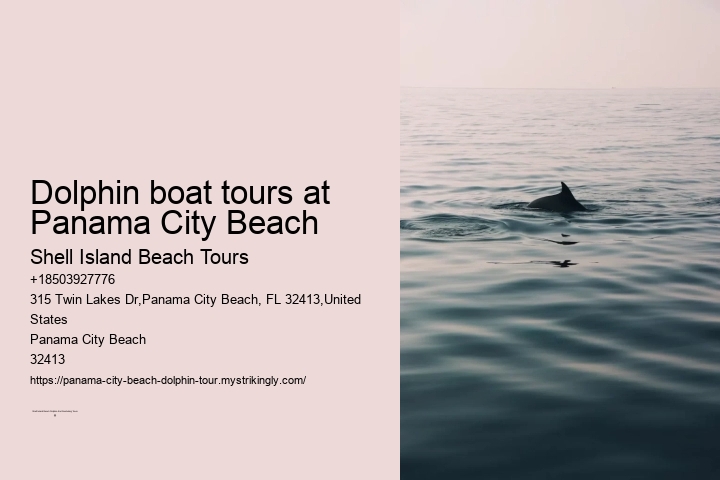 Dolphin boat tours at
Panama City Beach
Shell Island Beach Tours
+18503927776
315 Twin Lakes Dr,Panama City Beach, FL 32413,United
States
Panama City Beach
32413
https://panama-city-beach-dolphin-tour.mystrikingly.com/